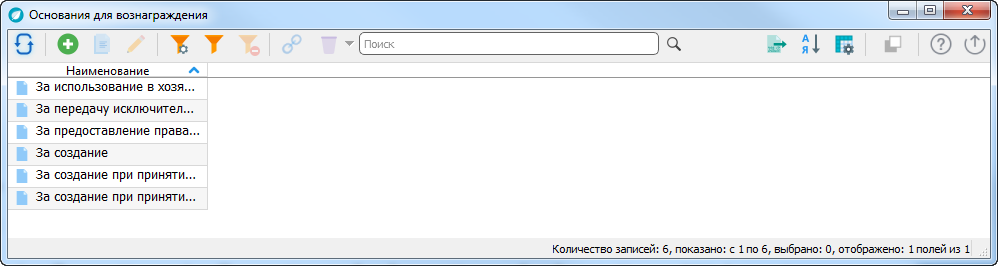 Основания для вознаграждения
Поиск
А
Я
Наименование
За использование в хозя...
За передачу исключител...
За предоставление права...
За создание
За создание при приняти...
За создание при приняти...
Количество записей: 6, показано: с 1 по 6, выбрано: 0, отображено: 1 полей из 1